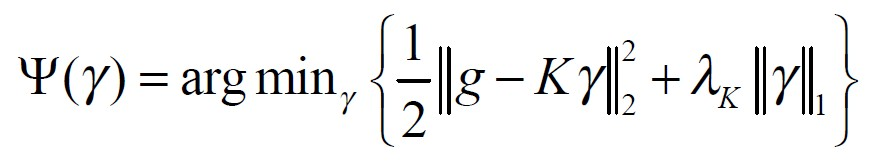 Ψ(γ) = arg min_γ { 1/2 ‖g − Kγ‖₂² + λ_K ‖γ‖₁ }